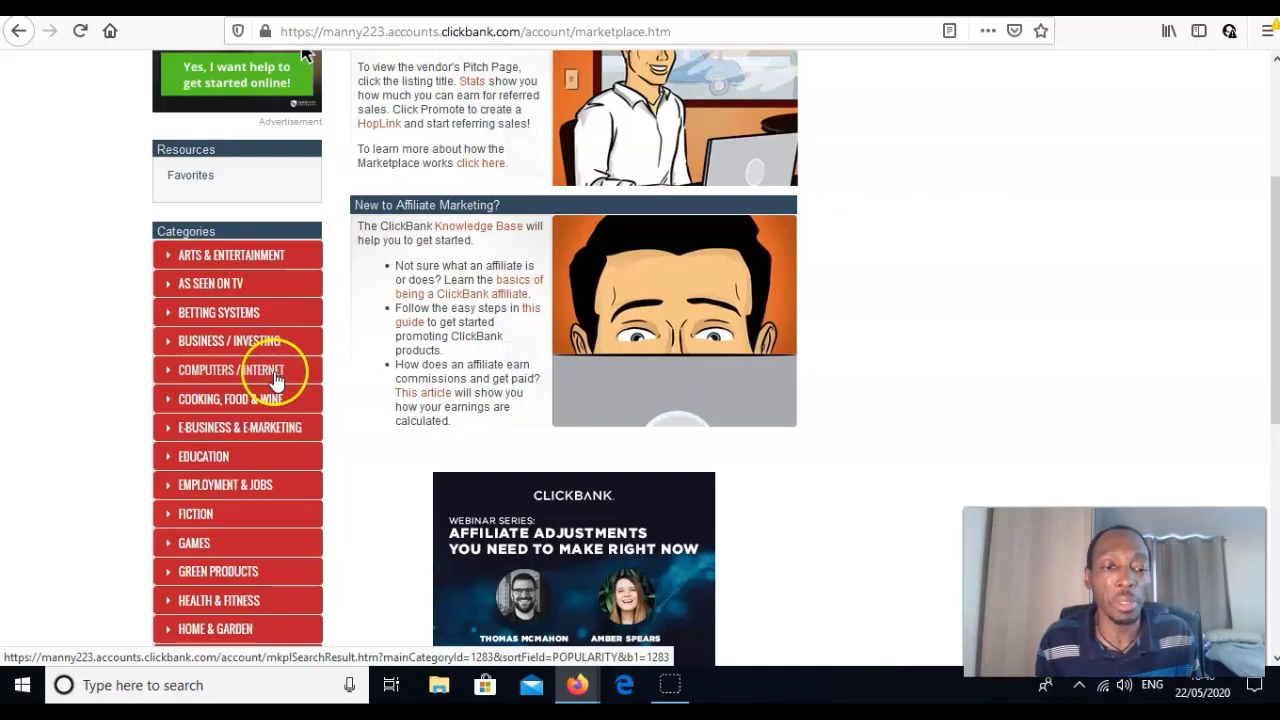 https://manny223.accounts.clickbank.com/account/marketplace.htm
Yes, I want help to
get started online!
Advertisement
Resources
Favorites
Categories
ARTS & ENTERTAINMENT
AS SEEN ON TV
BETTING SYSTEMS
BUSINESS / INVESTING
COMPUTERS / INTERNET
COOKING, FOOD & WINE
E-BUSINESS & E-MARKETING
EDUCATION
EMPLOYMENT & JOBS
FICTION
GAMES
GREEN PRODUCTS
HEALTH & FITNESS
HOME & GARDEN
To view the vendor's Pitch Page,
click the listing title. Stats show you
how much you can earn for referred
sales. Click Promote to create a
HopLink and start referring sales!
To learn more about how the
Marketplace works click here.
New to Affiliate Marketing?
The ClickBank Knowledge Base will
help you to get started.
Not sure what an affiliate is
or does? Learn the basics of
being a ClickBank affiliate.
Follow the easy steps in this
guide to get started
promoting ClickBank
products.
How does an affiliate earn
commissions and get paid?
This article will show you
how your earnings are
calculated.
CLICKBANK.
WEBINAR SERIES:
AFFILIATE ADJUSTMENTS
YOU NEED TO MAKE RIGHT NOW
THOMAS MCMAHON
AMBER SPEARS
https://manny223.accounts.clickbank.com/account/mkplSearchResult.htm?mainCategoryId=1283&sortField=POPULARITY&b1=1283
Type here to search
ENG
22/05/2020